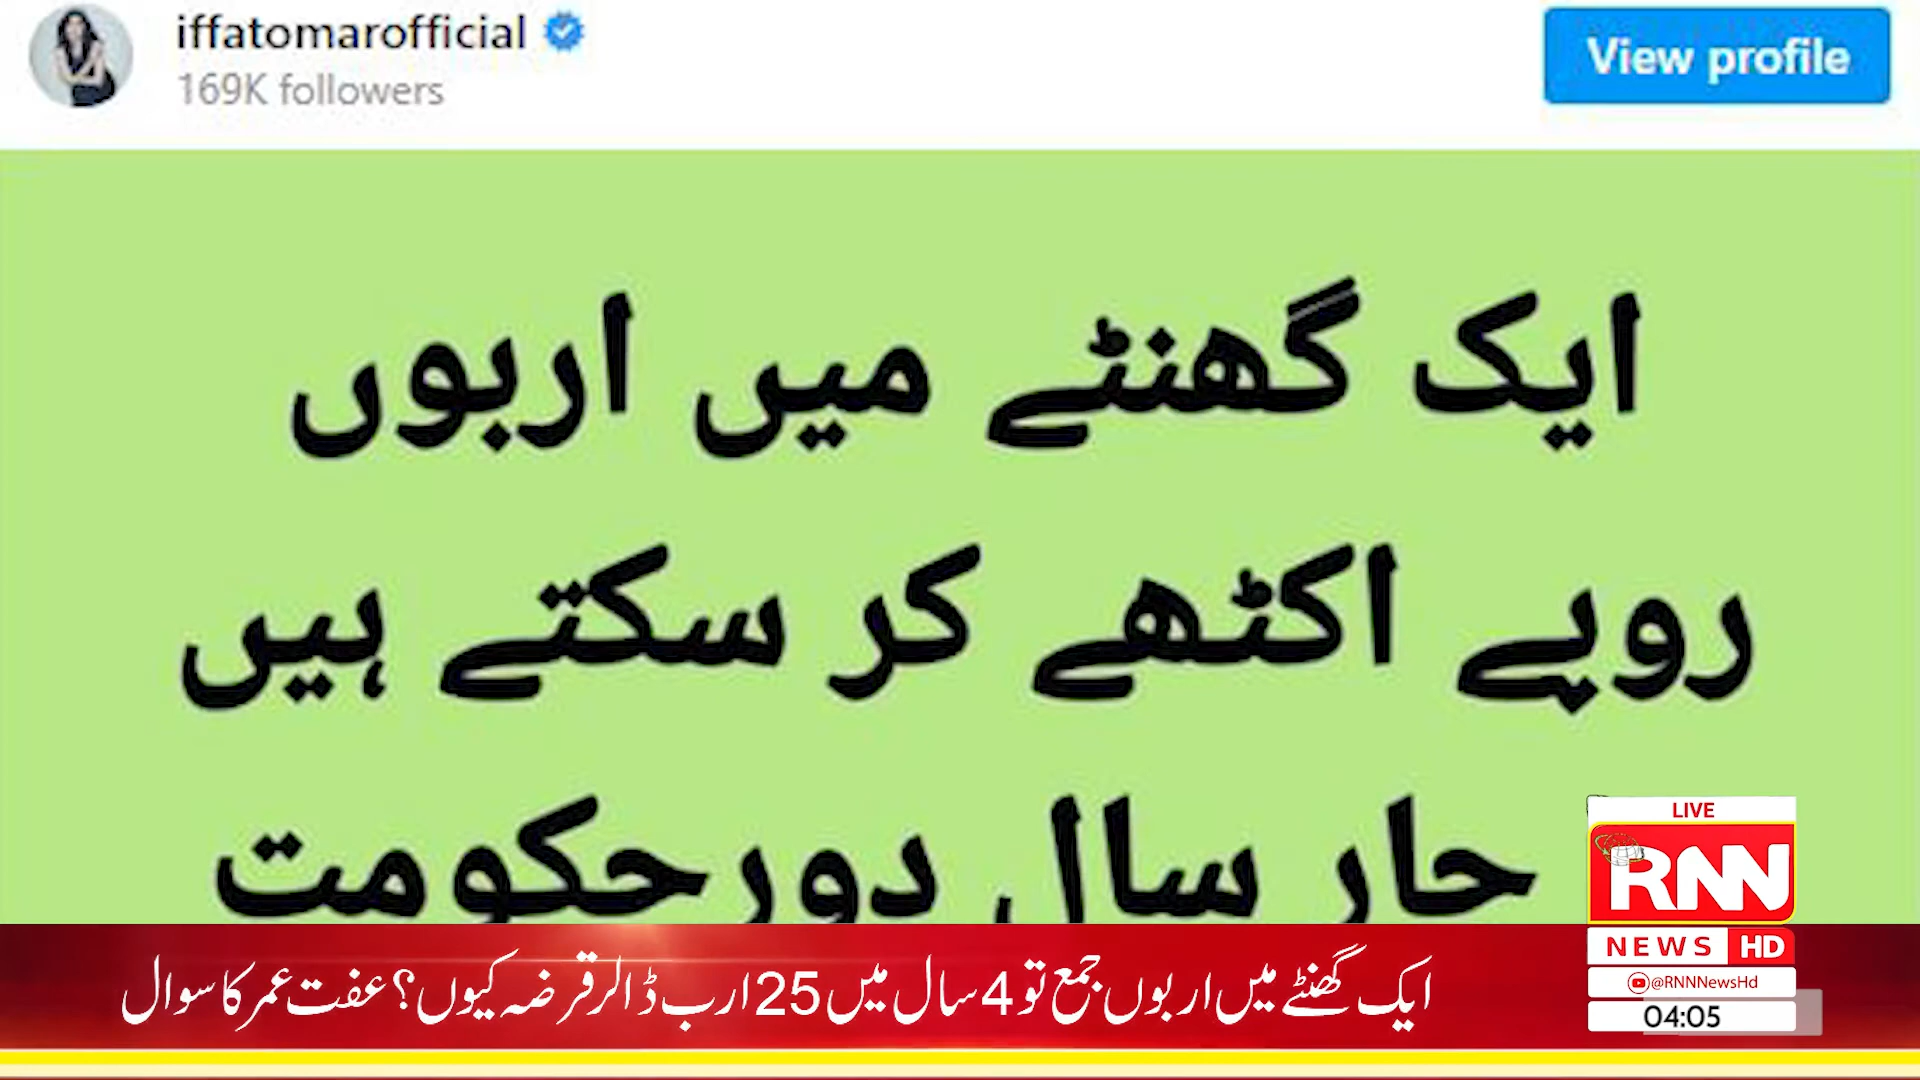 iffatomarofficial
169K followers
View profile
ایک گھنٹے میں اربوں
روپے اکٹھے کر سکتے ہیں
چار سال دورحکومت
LIVE
RNN
NEWS HD
@RNNNewsHd
04:05
ایک گھنٹے میں اربوں جمع تو 4 سال میں 25 ارب ڈالر قرضہ کیوں؟ عفت عمر کا سوال